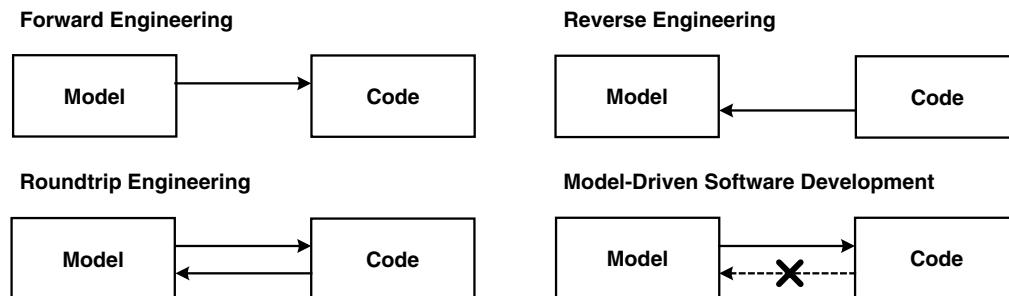 Forward Engineering
Model
Code
Reverse Engineering
Model
Code
Roundtrip Engineering
Model
Code
Model-Driven Software Development
Model
Code